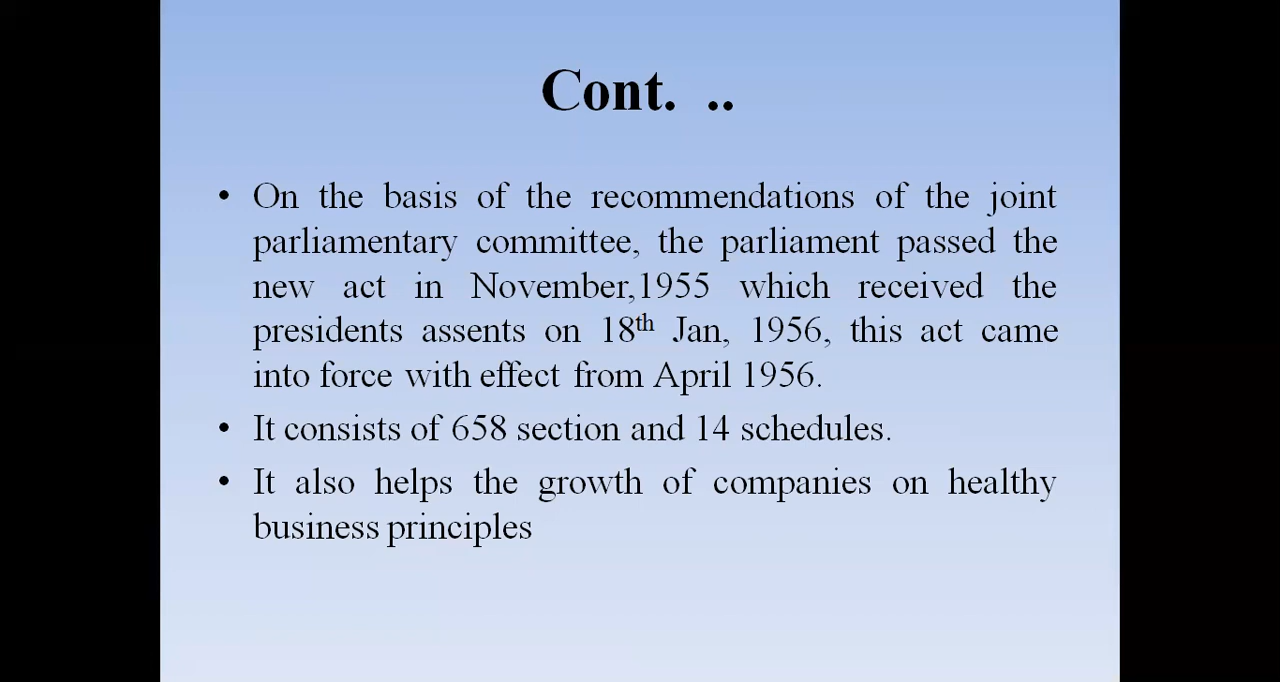 Cont. ..
• On the basis of the recommendations of the joint
parliamentary committee, the parliament passed the
new act in November,1955 which received the
presidents assents on 18th Jan, 1956, this act came
into force with effect from April 1956.
• It consists of 658 section and 14 schedules.
• It also helps the growth of companies on healthy
business principles